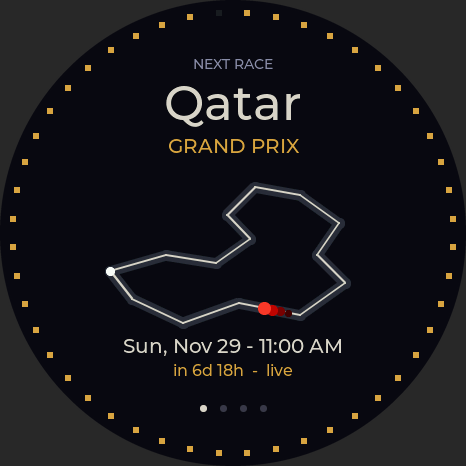 NEXT RACE
Qatar
GRAND PRIX
Sun, Nov 29 - 11:00 AM
in 6d 18h - live